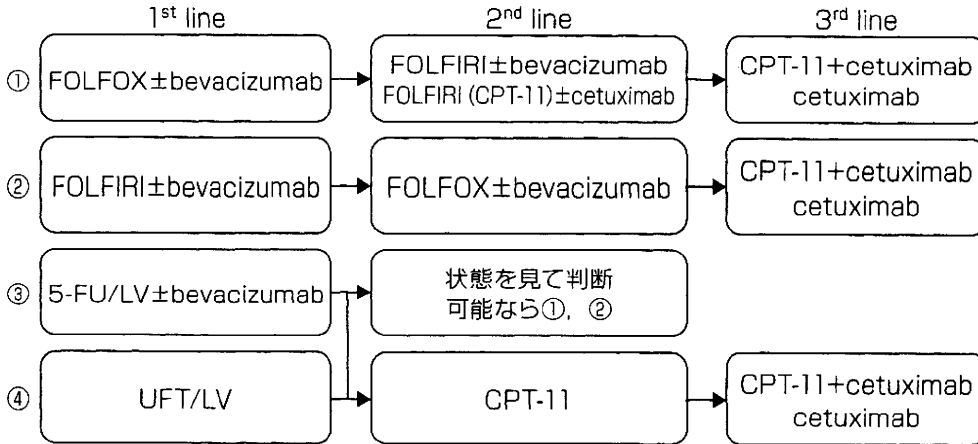 1st line 2nd line 3rd line
① FOLFOX±bevacizumab
FOLFIRI±bevacizumab
FOLFIRI (CPT-11)±cetuximab
CPT-11+cetuximab
cetuximab
② FOLFIRI±bevacizumab
FOLFOX±bevacizumab
CPT-11+cetuximab
cetuximab
③ 5-FU/LV±bevacizumab
状態を見て判断
可能なら①，②
④ UFT/LV
CPT-11
CPT-11+cetuximab
cetuximab